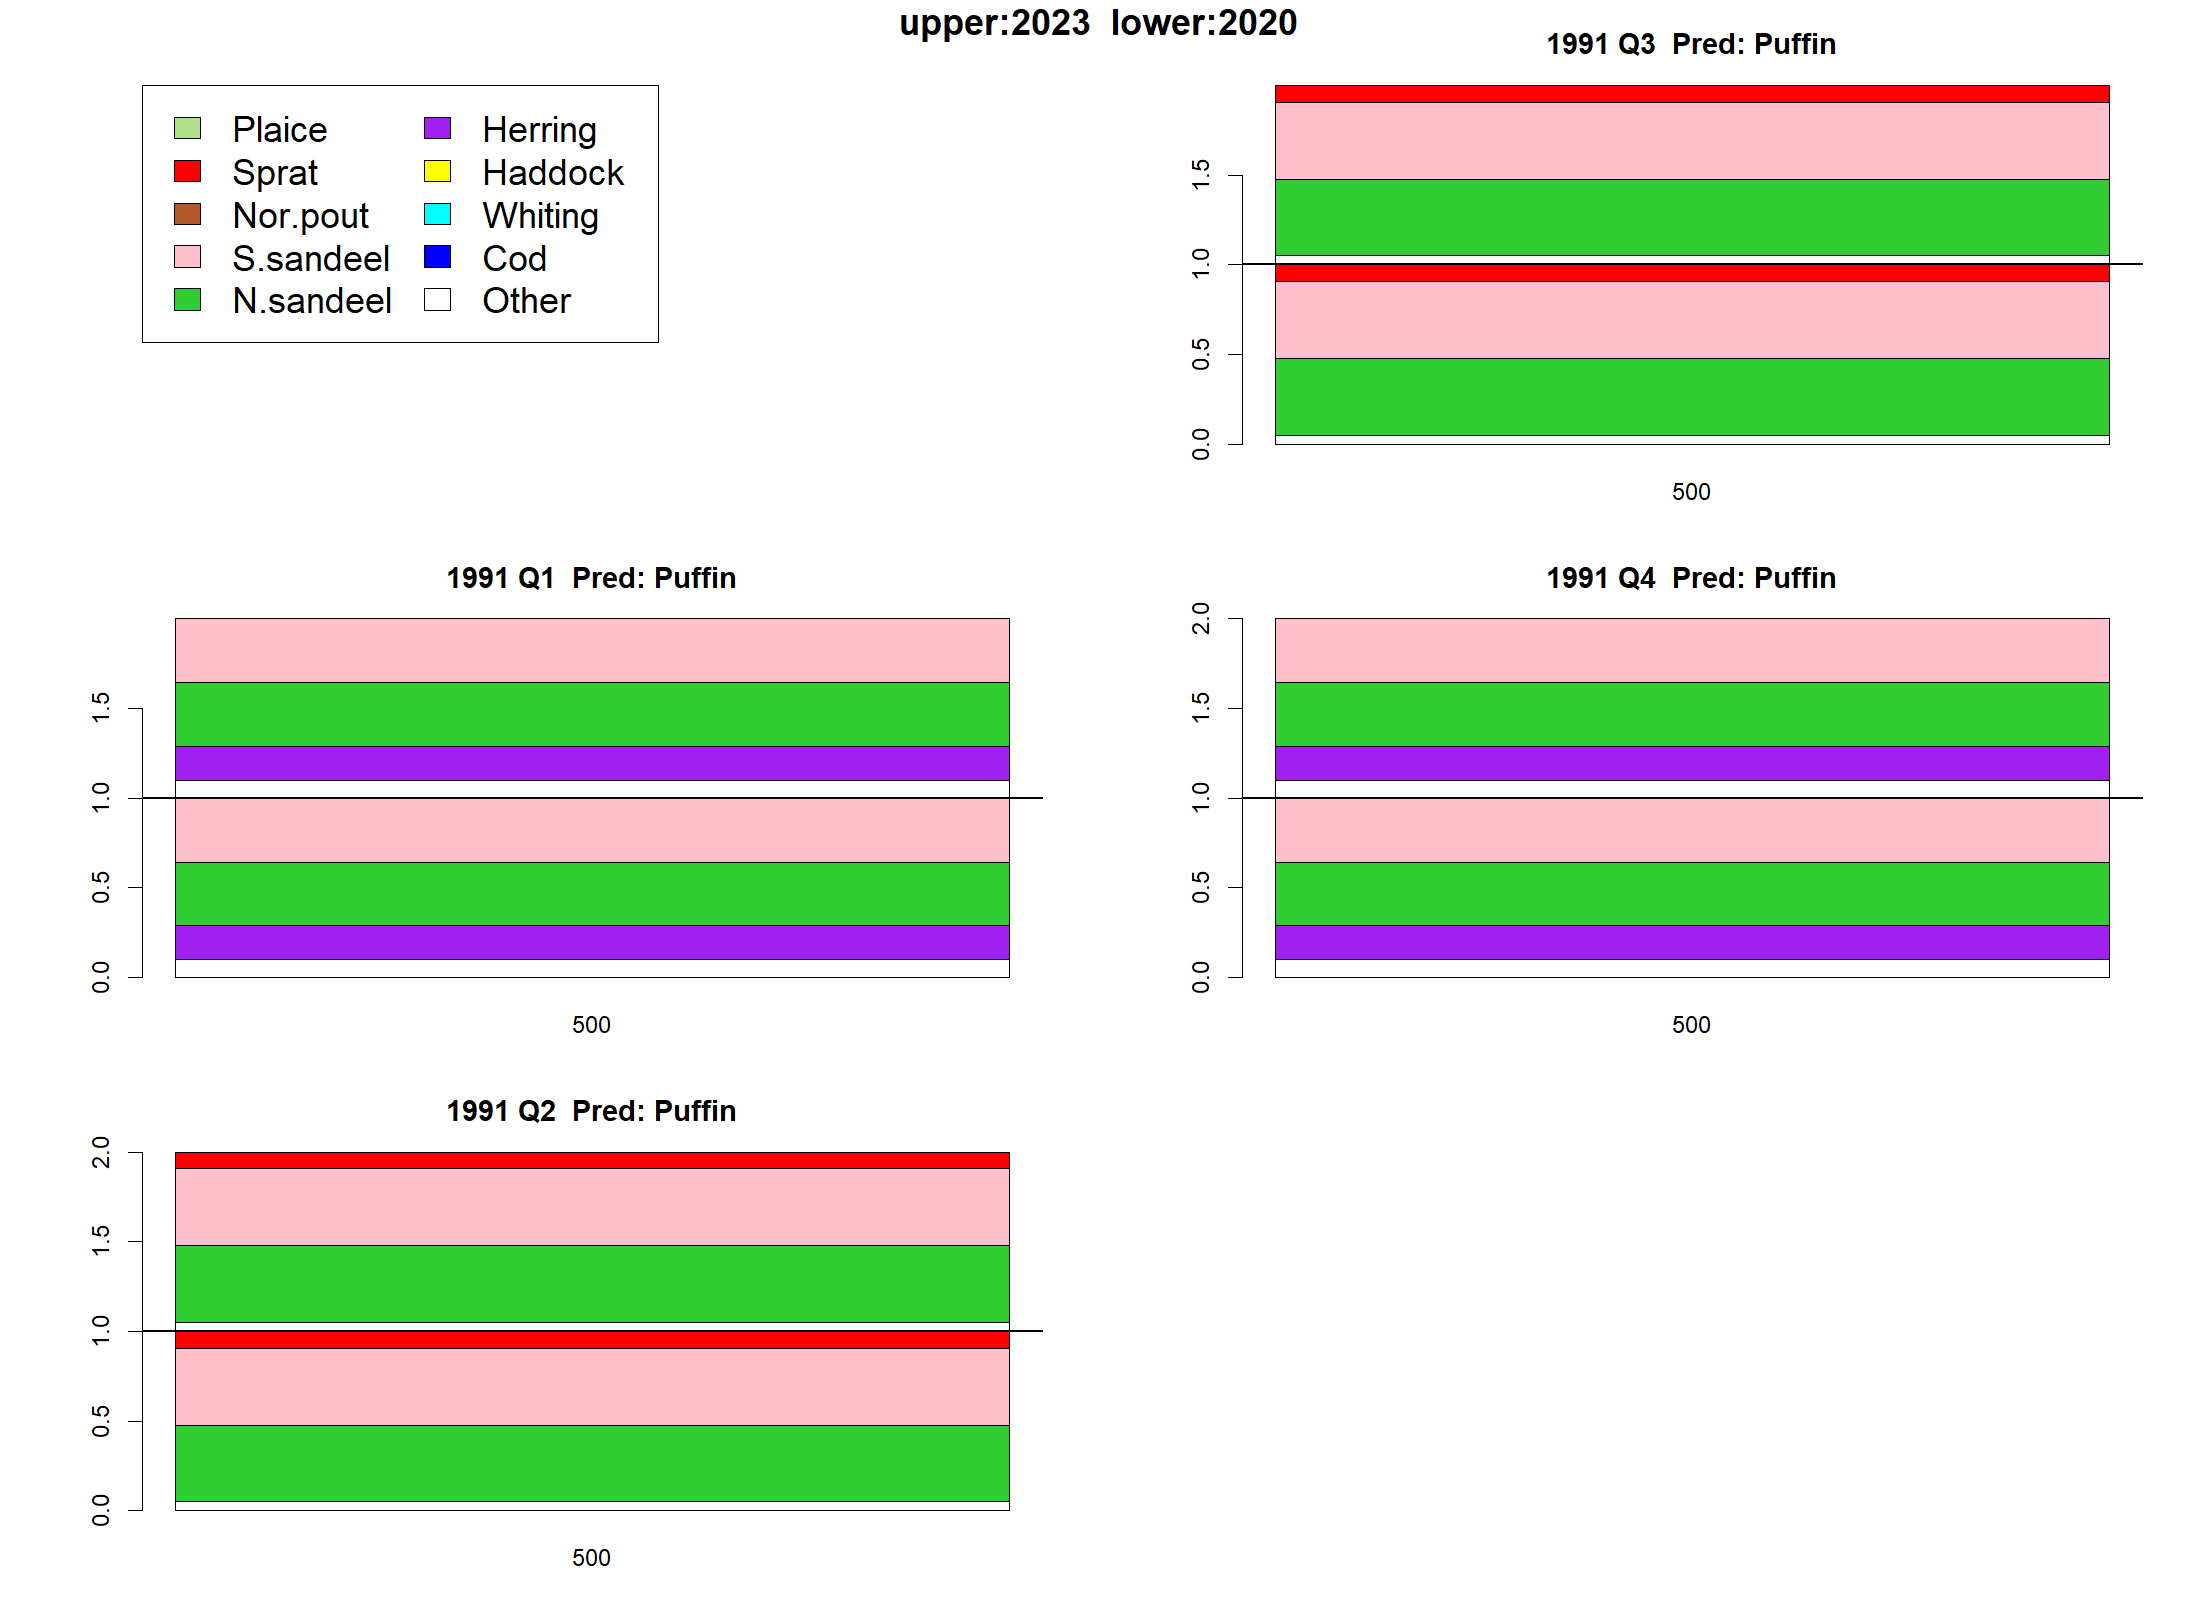 upper:2023  lower:2020
Plaice
Sprat
Nor.pout
S.sandeel
N.sandeel
Herring
Haddock
Whiting
Cod
Other
1991 Q3  Pred: Puffin
1.5
1.0
0.5
0.0
500
1991 Q1  Pred: Puffin
1.5
1.0
0.5
0.0
500
1991 Q4  Pred: Puffin
2.0
1.5
1.0
0.5
0.0
500
1991 Q2  Pred: Puffin
2.0
1.5
1.0
0.5
0.0
500